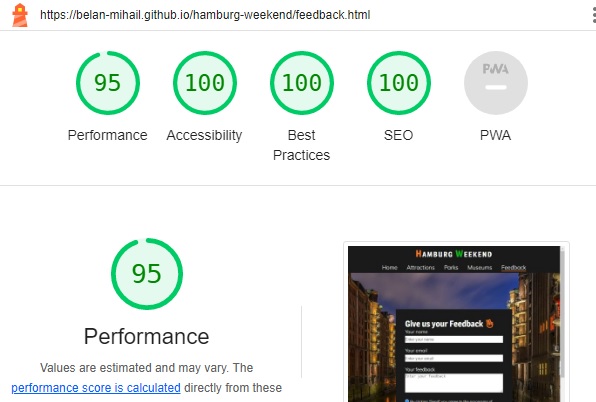 https://belan-mihail.github.io/hamburg-weekend/feedback.html
95 100 100 100 PWA
Performance Accessibility Best Practices SEO PWA
95
Performance
Values are estimated and may vary. The
performance score is calculated directly from these
HAMBURG WEEKEND
Home Attractions Parks Museums Feedback
Give us your Feedback
Your name
Enter your name
Your email
Enter your email
Your feedback
Enter your feedback